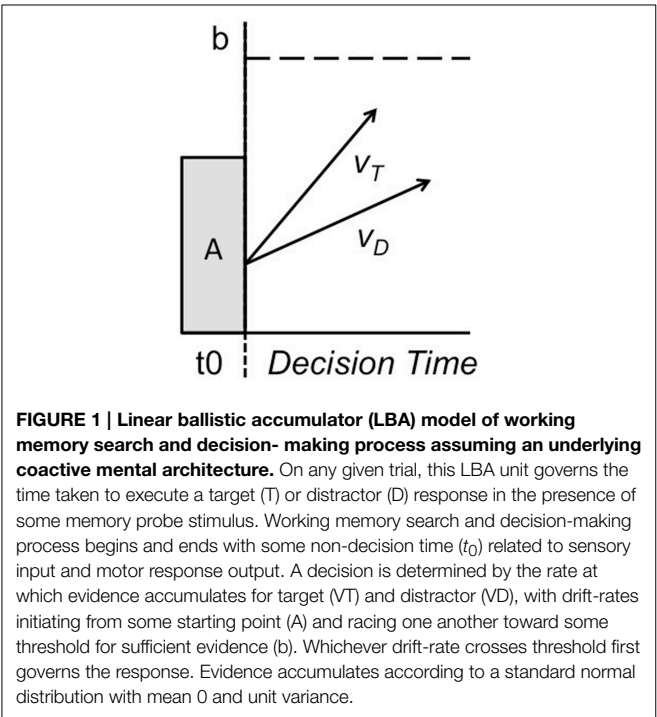 b
v_T
A
v_D
t0 Decision Time
FIGURE 1 | Linear ballistic accumulator (LBA) model of working
memory search and decision- making process assuming an underlying
coactive mental architecture. On any given trial, this LBA unit governs the
time taken to execute a target (T) or distractor (D) response in the presence of
some memory probe stimulus. Working memory search and decision-making
process begins and ends with some non-decision time (t0) related to sensory
input and motor response output. A decision is determined by the rate at
which evidence accumulates for target (VT) and distractor (VD), with drift-rates
initiating from some starting point (A) and racing one another toward some
threshold for sufficient evidence (b). Whichever drift-rate crosses threshold first
governs the response. Evidence accumulates according to a standard normal
distribution with mean 0 and unit variance.